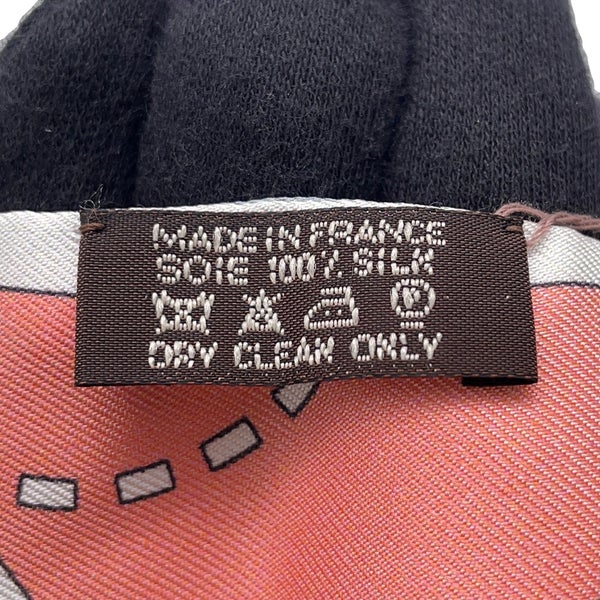 MADE IN FRANCE
SOIE 100% SILK
P
DRY CLEAN ONLY